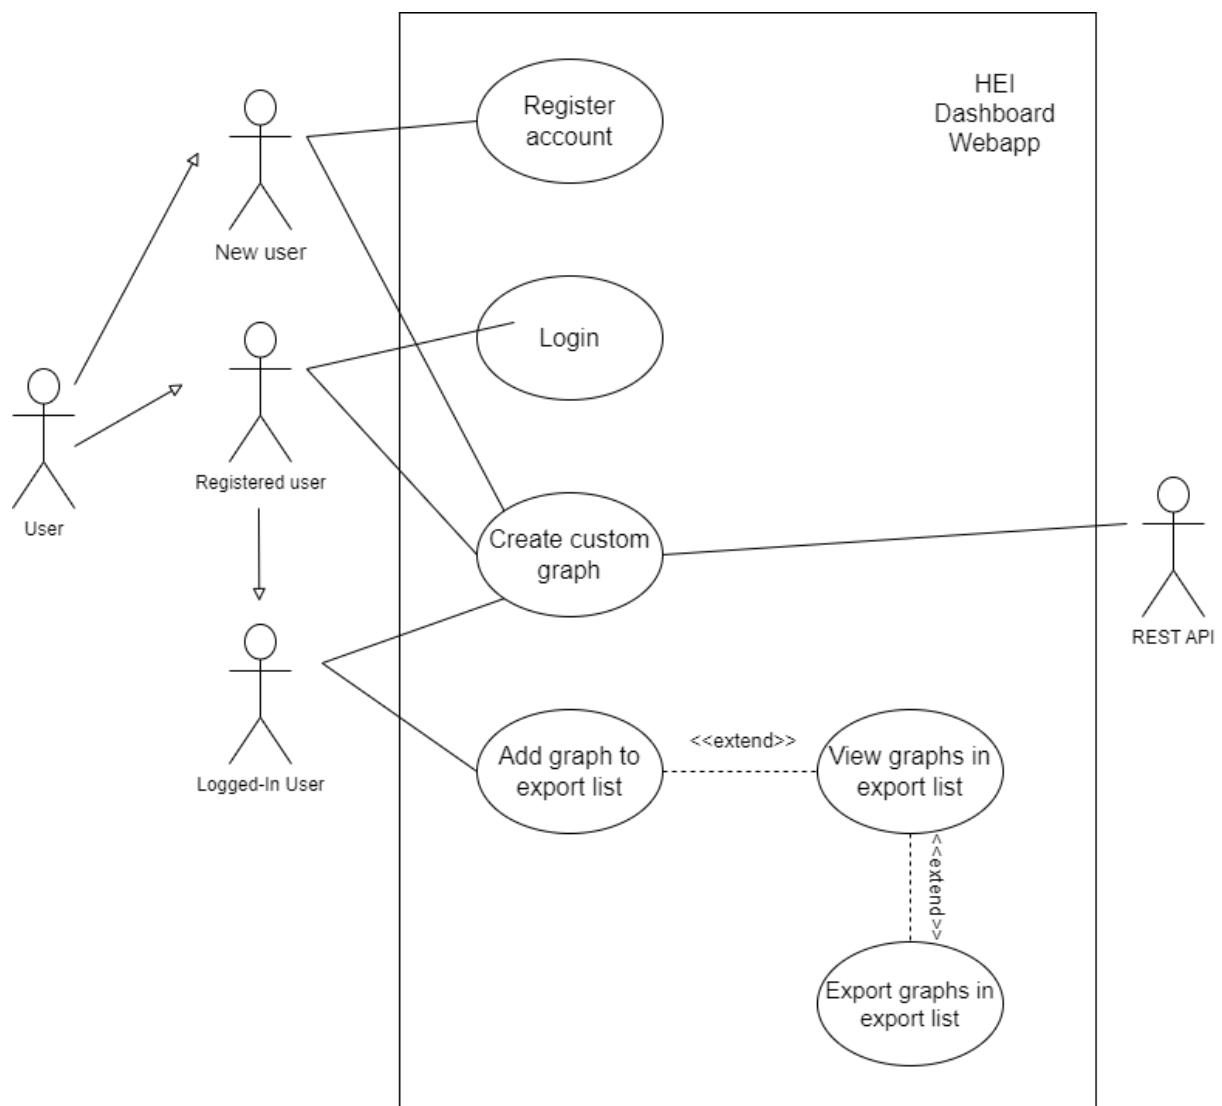 Register
account
HEI
Dashboard
Webapp
New user
Login
Registered user
User
Create custom
graph
REST API
Logged-In User
Add graph to
export list
<<extend>>
View graphs in
export list
<<extend>>
Export graphs in
export list